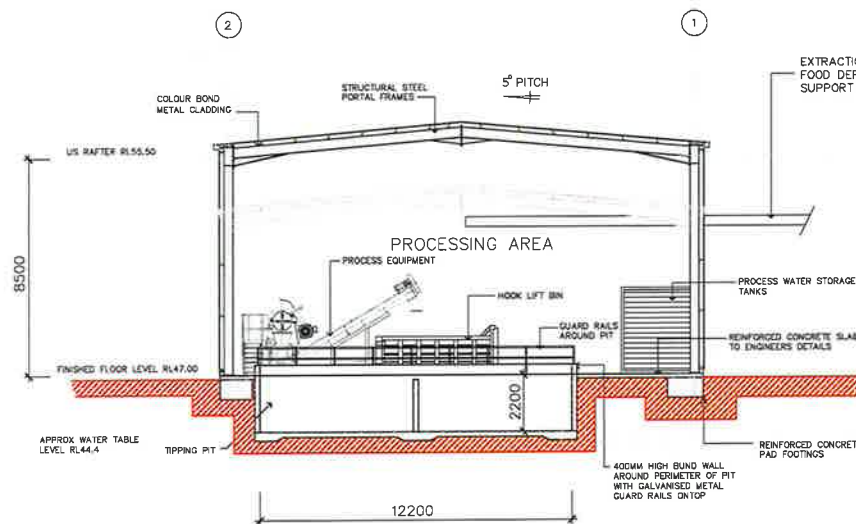 2
1
EXTRACTIO
FOOD DEP
SUPPORT
5° PITCH
STRUCTURAL STEEL
PORTAL FRAMES
COLOUR BOND
METAL CLADDING
US RAFTER RL55.50
8500
PROCESSING AREA
PROCESS EQUIPMENT
HOOK LIFT BIN
PROCESS WATER STORAGE
TANKS
GUARD RAILS
AROUND PIT
REINFORCED CONCRETE SLAB
TO ENGINEERS DETAILS
FINISHED FLOOR LEVEL RL47.00
2200
APPROX WATER TABLE
LEVEL RL44.4
TIPPING PIT
REINFORCED CONCRET
PAD FOOTINGS
400MM HIGH BUND WALL
AROUND PERIMETER OF PIT
WITH GALVANISED METAL
GUARD RAILS ONTOP
12200